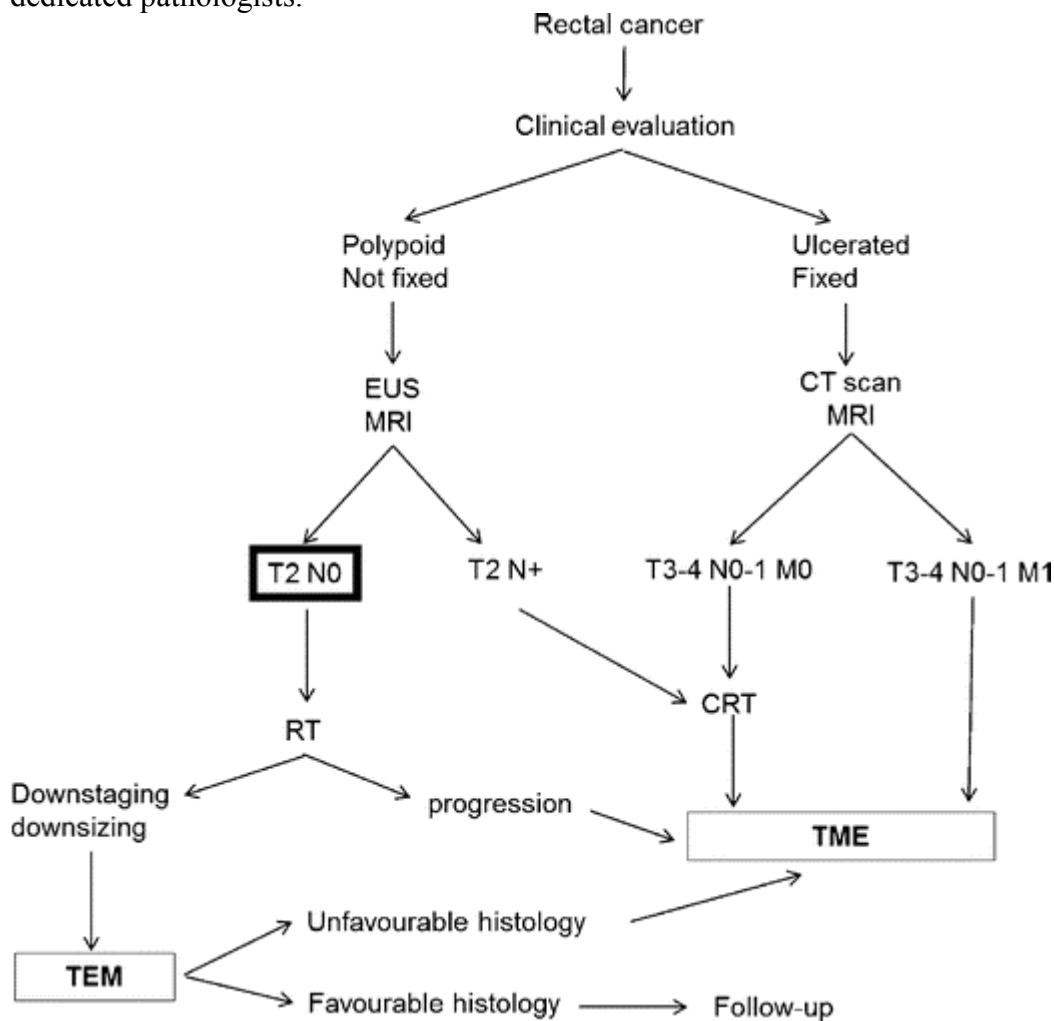 dedicated pathologists.
Rectal cancer
Clinical evaluation
Polypoid
Not fixed
Ulcerated
Fixed
EUS
MRI
CT scan
MRI
T2 N0
T2 N+
T3-4 N0-1 M0
T3-4 N0-1 M1
CRT
RT
Downstaging
downsizing
progression
TME
Unfavourable histology
TEM
Favourable histology
Follow-up